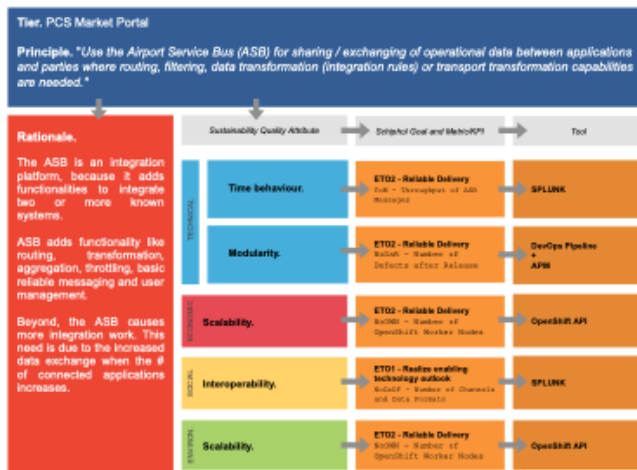 Tier. PCS Market Portal
Principle. "Use the Airport Service Bus (ASB) for sharing / exchanging of operational data between applications
and parties where routing, filtering, data transformation (integration rules) or transport transformation capabilities
are needed."
Rationale.
The ASB is an integration
platform, because it adds
functionalities to integrate
two or more known
systems.
ASB adds functionality like
routing, transformation,
aggregation, throttling, basic
reliable messaging and user
management.
Beyond, the ASB causes
more integration work. This
need is due to the increased
data exchange when the #
of connected applications
increases.
Sustainability Quality Attribute
Schiphol Goal and Metric/KPI
Tool
TECHNICAL
Time behaviour.
ETO2 - Reliable Delivery
- Throughput of ASB
Messages
SPLUNK
Modularity.
ETO2 - Reliable Delivery
- Number of
Defects after Release
DevOps Pipeline
+
APM
ECONOMIC
Scalability.
ETO2 - Reliable Delivery
- Number of
OpenShift Worker Nodes
OpenShift API
SOCIAL
Interoperability.
ETO1 - Realize enabling
technology outlook
- Number of Channels
and Data Formats
SPLUNK
ENVIRON
Scalability.
ETO2 - Reliable Delivery
- Number of
OpenShift Worker Nodes
OpenShift API